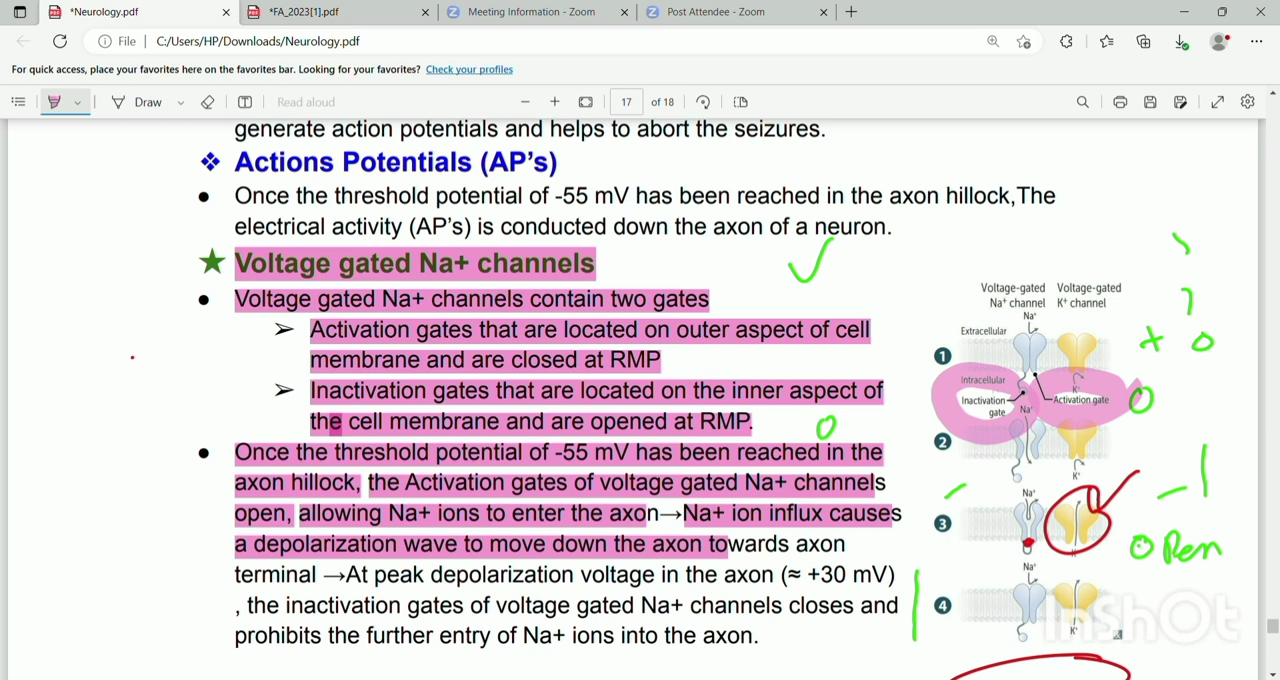 *Neurology.pdf
*FA_2023[1].pdf
Meeting Information - Zoom
Post Attendee - Zoom
File
C:/Users/HP/Downloads/Neurology.pdf
For quick access, place your favorites here on the favorites bar. Looking for your favorites? Check your profiles
Draw
Read aloud
17 of 18
generate action potentials and helps to abort the seizures.
❖ Actions Potentials (AP's)
● Once the threshold potential of -55 mV has been reached in the axon hillock,The
electrical activity (AP's) is conducted down the axon of a neuron.
★ Voltage gated Na+ channels
● Voltage gated Na+ channels contain two gates
➢ Activation gates that are located on outer aspect of cell
membrane and are closed at RMP
➢ Inactivation gates that are located on the inner aspect of
the cell membrane and are opened at RMP.
● Once the threshold potential of -55 mV has been reached in the
axon hillock, the Activation gates of voltage gated Na+ channels
open, allowing Na+ ions to enter the axon→Na+ ion influx causes
a depolarization wave to move down the axon towards axon
terminal →At peak depolarization voltage in the axon (≈ +30 mV)
, the inactivation gates of voltage gated Na+ channels closes and
prohibits the further entry of Na+ ions into the axon.
Voltage-gated Voltage-gated
Na⁺ channel K⁺ channel
Na⁺
Extracellular
1
Intracellular
K⁺
Inactivation
gate
Activation gate
Na⁺
2
K⁺
Na⁺
3
K⁺
Open
Na⁺
4
K⁺
InShOt